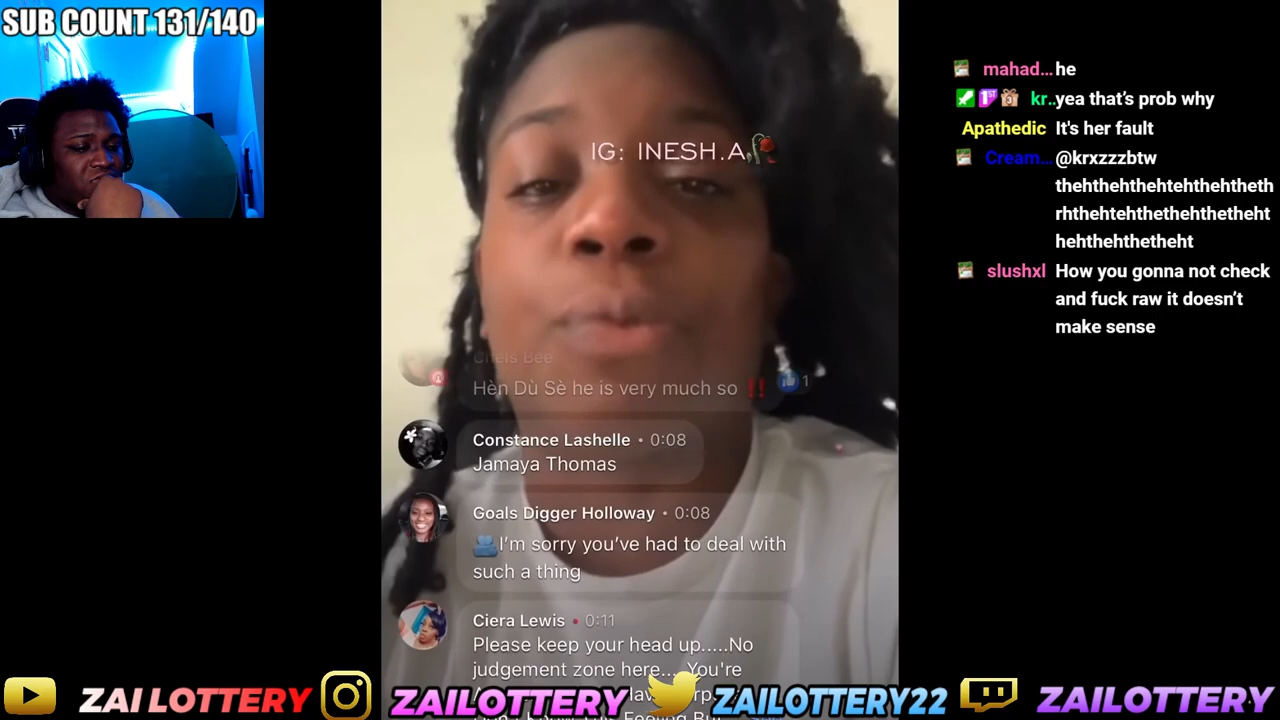 SUB COUNT 131/140
IG: INESH.A
Chels Bee
Hèn Dù Sè he is very much so ‼️
1
Constance Lashelle • 0:08
Jamaya Thomas
Goals Digger Holloway • 0:08
🫂I’m sorry you’ve had to deal with
such a thing
Ciera Lewis • 0:11
Please keep your head up.....No
judgement zone here....You're
mahad... he
kr.. yea that’s prob why
Apathedic It's her fault
Cream... @krxzzzbtw
thehthehthehtehthehtheth
rhthehtehthethehthetheht
hehthehthetheht
slushxl How you gonna not check
and fuck raw it doesn’t
make sense
ZAI LOTTERY ZAILOTTERY ZAILOTTERY22 ZAILOTTERY